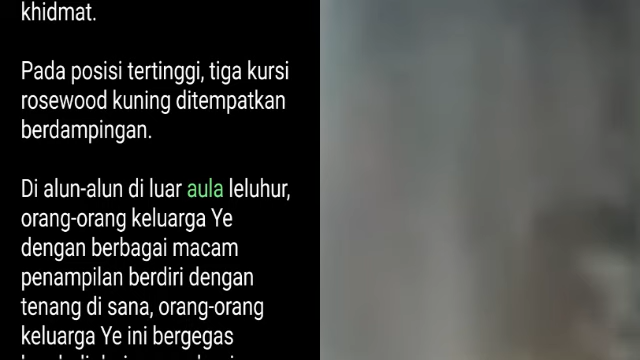 khidmat.
Pada posisi tertinggi, tiga kursi
rosewood kuning ditempatkan
berdampingan.
Di alun-alun di luar aula leluhur,
orang-orang keluarga Ye
dengan berbagai macam
penampilan berdiri dengan
tenang di sana, orang-orang
keluarga Ye ini bergegas